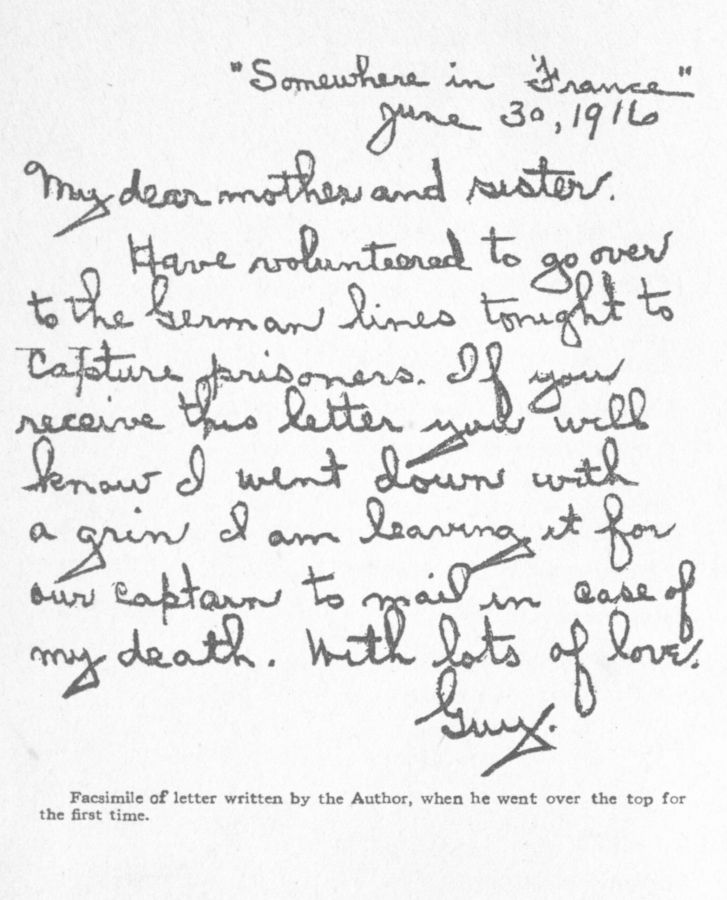 "Somewhere in France"
June 30, 1916
My dear mother and sister.
Have volunteered to go over
to the German lines tonight to
capture prisoners. If you
receive this letter you will
know I went down with
a grin I am leaving it for
our captain to mail in case of
my death. With lots of love.
Guy.
Facsimile of letter written by the Author, when he went over the top for
the first time.